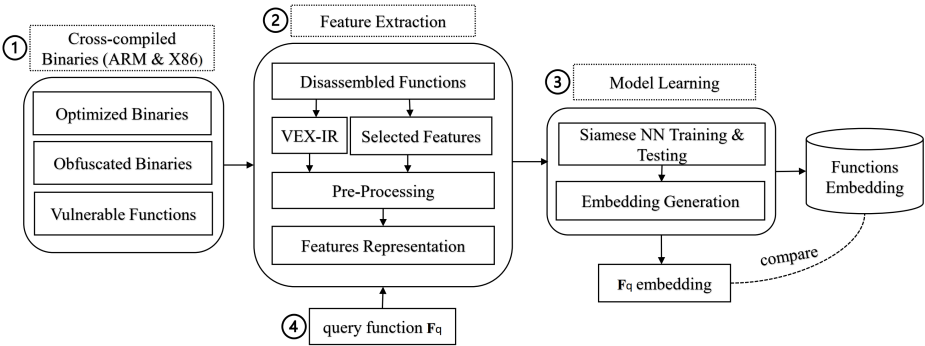 1
Cross-compiled
Binaries (ARM & X86)
Optimized Binaries
Obfuscated Binaries
Vulnerable Functions
2
Feature Extraction
Disassembled Functions
VEX-IR
Selected Features
Pre-Processing
Features Representation
4
query function Fq
3
Model Learning
Siamese NN Training &
Testing
Embedding Generation
Fq embedding
compare
Functions
Embedding